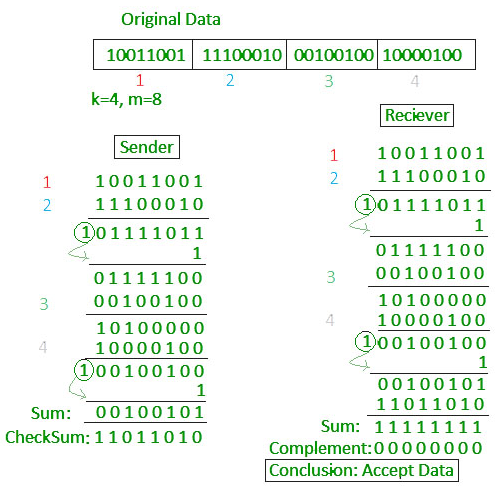 Original Data
10011001 11100010 00100100 10000100
1 2 3 4
k=4, m=8
Sender
1 10011001
2 11100010
1 01111011
1
01111100
3 00100100
10100000
4 10000100
1 00100100
1
Sum: 00100101
CheckSum: 11011010
Reciever
1 10011001
2 11100010
1 01111011
1
01111100
3 00100100
10100000
4 10000100
1 00100100
1
00100101
11011010
Sum: 11111111
Complement: 00000000
Conclusion: Accept Data